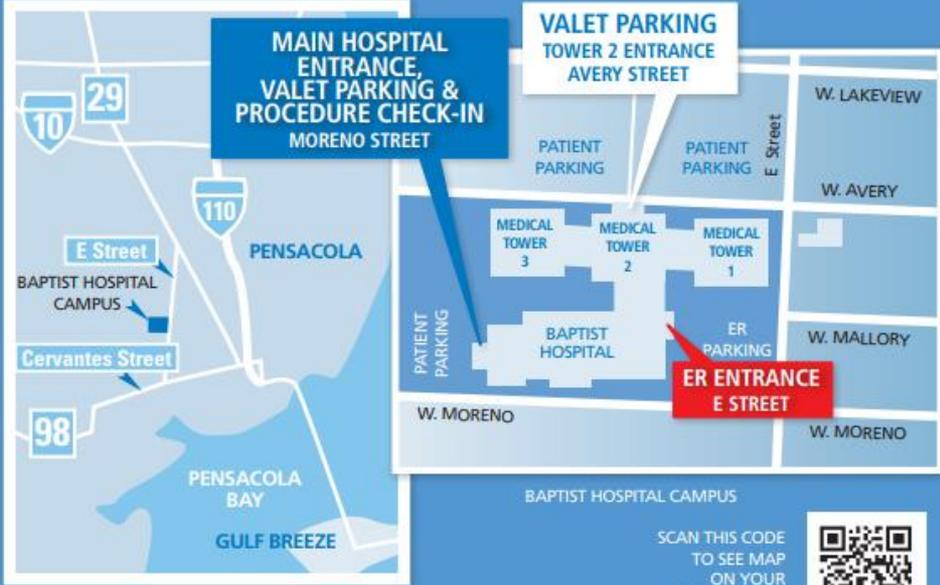 29
10
110
E Street
PENSACOLA
BAPTIST HOSPITAL
CAMPUS
Cervantes Street
98
PENSACOLA
BAY
GULF BREEZE
MAIN HOSPITAL
ENTRANCE,
VALET PARKING &
PROCEDURE CHECK-IN
MORENO STREET
VALET PARKING
TOWER 2 ENTRANCE
AVERY STREET
PATIENT
PARKING
PATIENT
PARKING
E Street
W. LAKEVIEW
W. AVERY
MEDICAL
TOWER
3
MEDICAL
TOWER
2
MEDICAL
TOWER
1
PATIENT
PARKING
BAPTIST
HOSPITAL
ER
PARKING
W. MALLORY
ER ENTRANCE
E STREET
W. MORENO
W. MORENO
BAPTIST HOSPITAL CAMPUS
SCAN THIS CODE
TO SEE MAP
ON YOUR